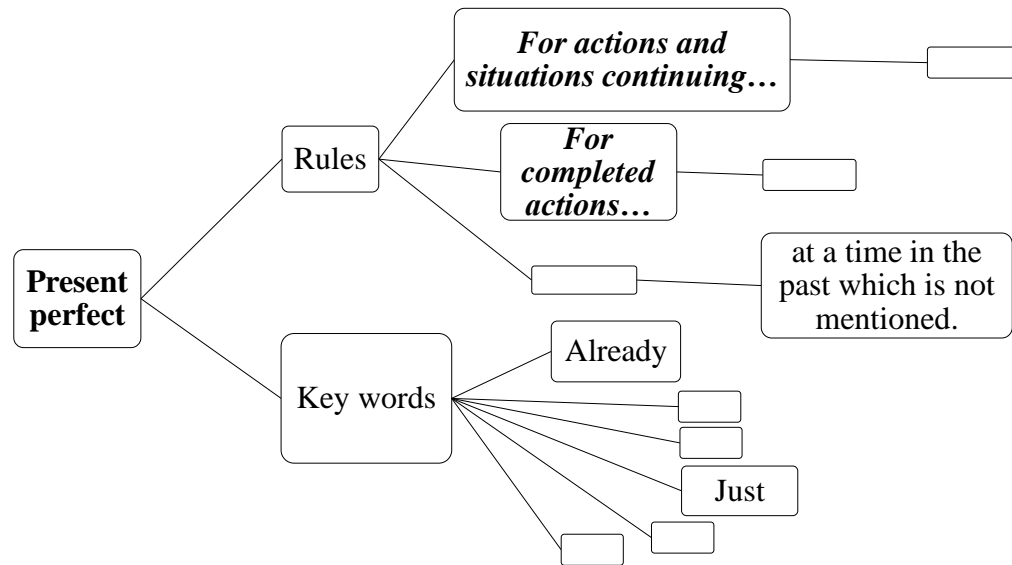 For actions and
situations continuing…
Rules
For
completed
actions…
Present
perfect
at a time in the
past which is not
mentioned.
Key words
Already
Just